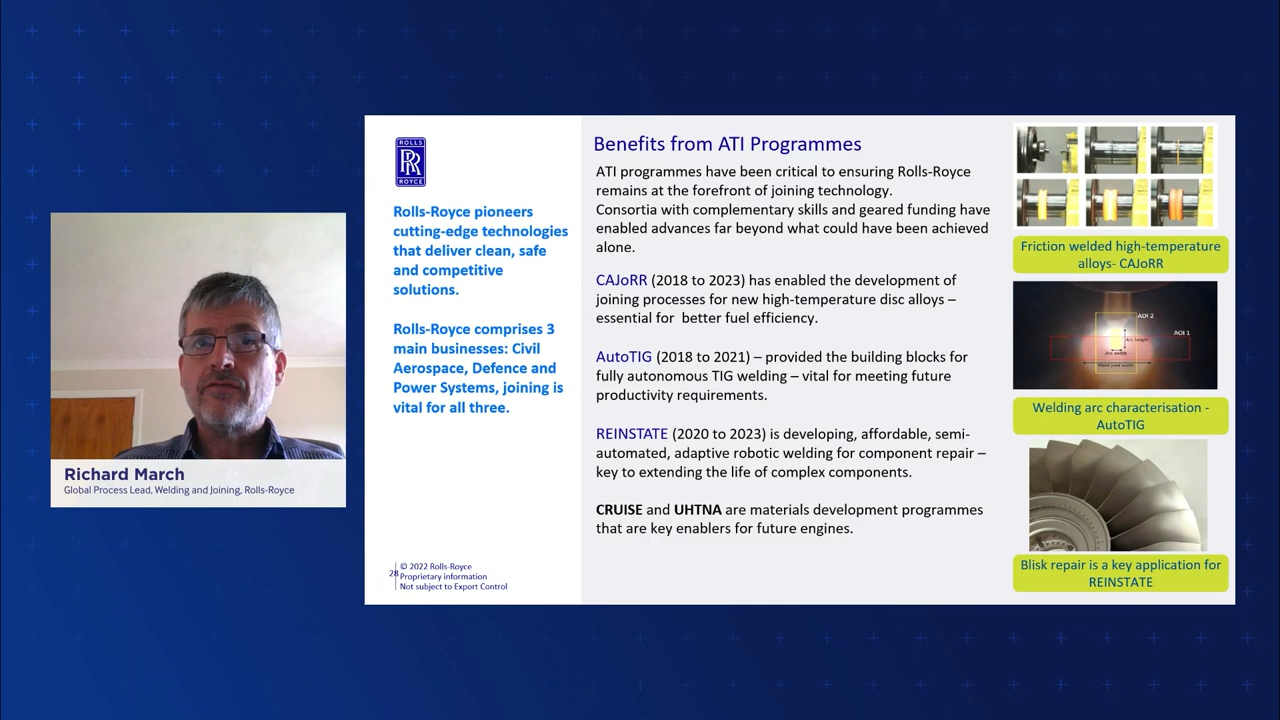 Richard March
Global Process Lead, Welding and Joining, Rolls-Royce
ROLLS
RR
ROYCE
Rolls-Royce pioneers
cutting-edge technologies
that deliver clean, safe
and competitive
solutions.
Rolls-Royce comprises 3
main businesses: Civil
Aerospace, Defence and
Power Systems, joining is
vital for all three.
28
© 2022 Rolls-Royce
Proprietary information
Not subject to Export Control
Benefits from ATI Programmes
ATI programmes have been critical to ensuring Rolls-Royce
remains at the forefront of joining technology.
Consortia with complementary skills and geared funding have
enabled advances far beyond what could have been achieved
alone.
CAJoRR (2018 to 2023) has enabled the development of
joining processes for new high-temperature disc alloys –
essential for  better fuel efficiency.
AutoTIG (2018 to 2021) – provided the building blocks for
fully autonomous TIG welding – vital for meeting future
productivity requirements.
REINSTATE (2020 to 2023) is developing, affordable, semi-
automated, adaptive robotic welding for component repair –
key to extending the life of complex components.
CRUISE and UHTNA are materials development programmes
that are key enablers for future engines.
Friction welded high-temperature
alloys- CAJoRR
AOI 2
AOI 1
Arc height
Arc width
Weld pool width
Welding arc characterisation -
AutoTIG
Blisk repair is a key application for
REINSTATE